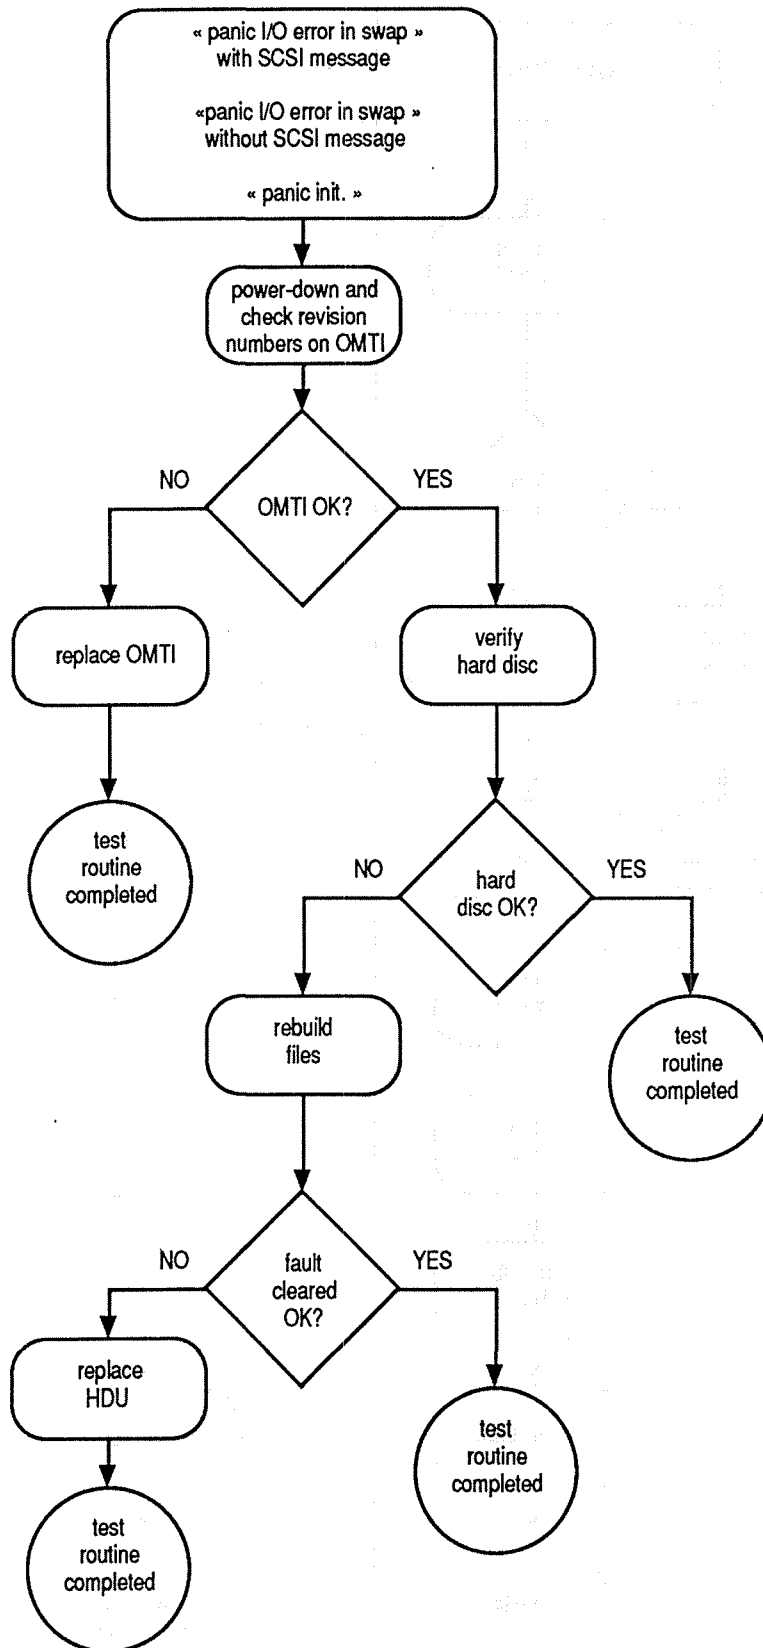 « panic I/O error in swap »
with SCSI message
«panic I/O error in swap »
without SCSI message
« panic init. »
power-down and
check revision
numbers on OMTI
NO
YES
OMTI OK?
replace OMTI
verify
hard disc
test
routine
completed
NO
YES
hard
disc OK?
rebuild
files
test
routine
completed
NO
YES
fault
cleared
OK?
replace
HDU
test
routine
completed
test
routine
completed